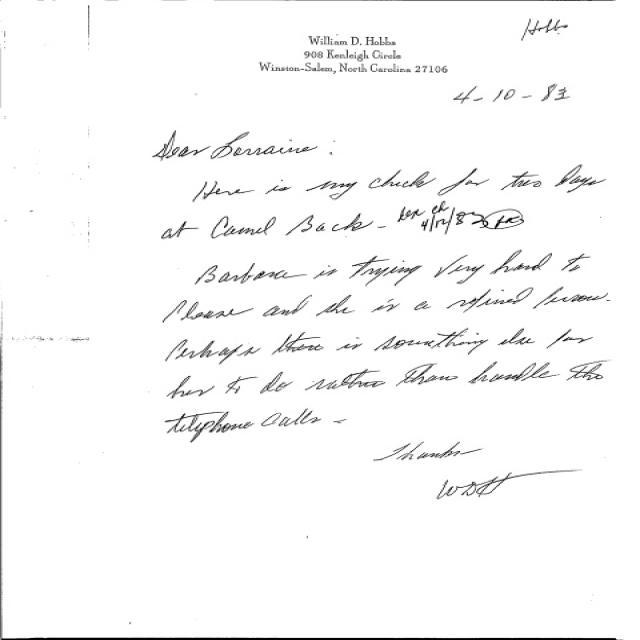 Hobbs
William D. Hobbs
908 Kenleigh Circle
Winston-Salem, North Carolina 27106
4-10-83
Dear Lorraine:
Here is my check for two days
at Camel Back -
4/12/83
Barbara is trying very hard to
please and she is a refined person.
Perhaps there is something else for
her to do rather than handle the
telephone calls -
Thanks
WDH